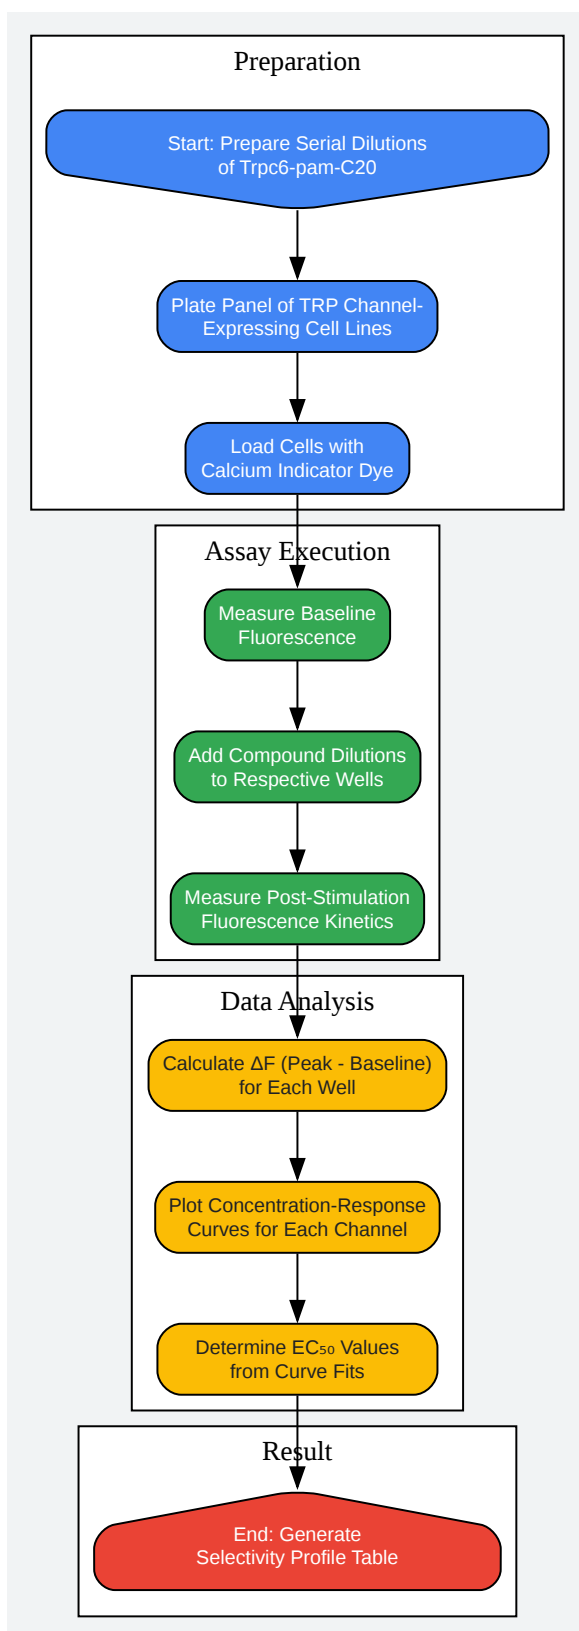 Preparation
Start: Prepare Serial Dilutions
of Trpc6-pam-C20
Plate Panel of TRP Channel-
Expressing Cell Lines
Load Cells with
Calcium Indicator Dye
Assay Execution
Measure Baseline
Fluorescence
Add Compound Dilutions
to Respective Wells
Measure Post-Stimulation
Fluorescence Kinetics
Data Analysis
Calculate ΔF (Peak - Baseline)
for Each Well
Plot Concentration-Response
Curves for Each Channel
Determine EC₅₀ Values
from Curve Fits
Result
End: Generate
Selectivity Profile Table